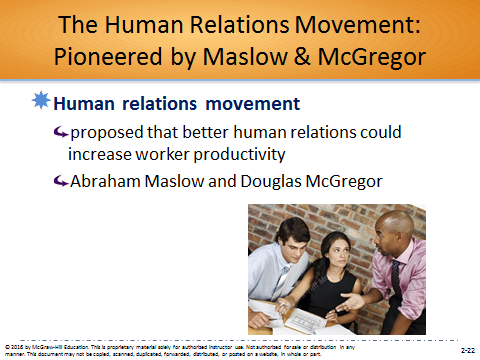 The Human Relations Movement:
Pioneered by Maslow & McGregor
Human relations movement
proposed that better human relations could
increase worker productivity
Abraham Maslow and Douglas McGregor
© 2016 by McGraw-Hill Education. This is proprietary material solely for authorized instructor use. Not authorized for sale or distribution in any
manner. This document may not be copied, scanned, duplicated, forwarded, distributed, or posted on a website, in whole or part.
2-22